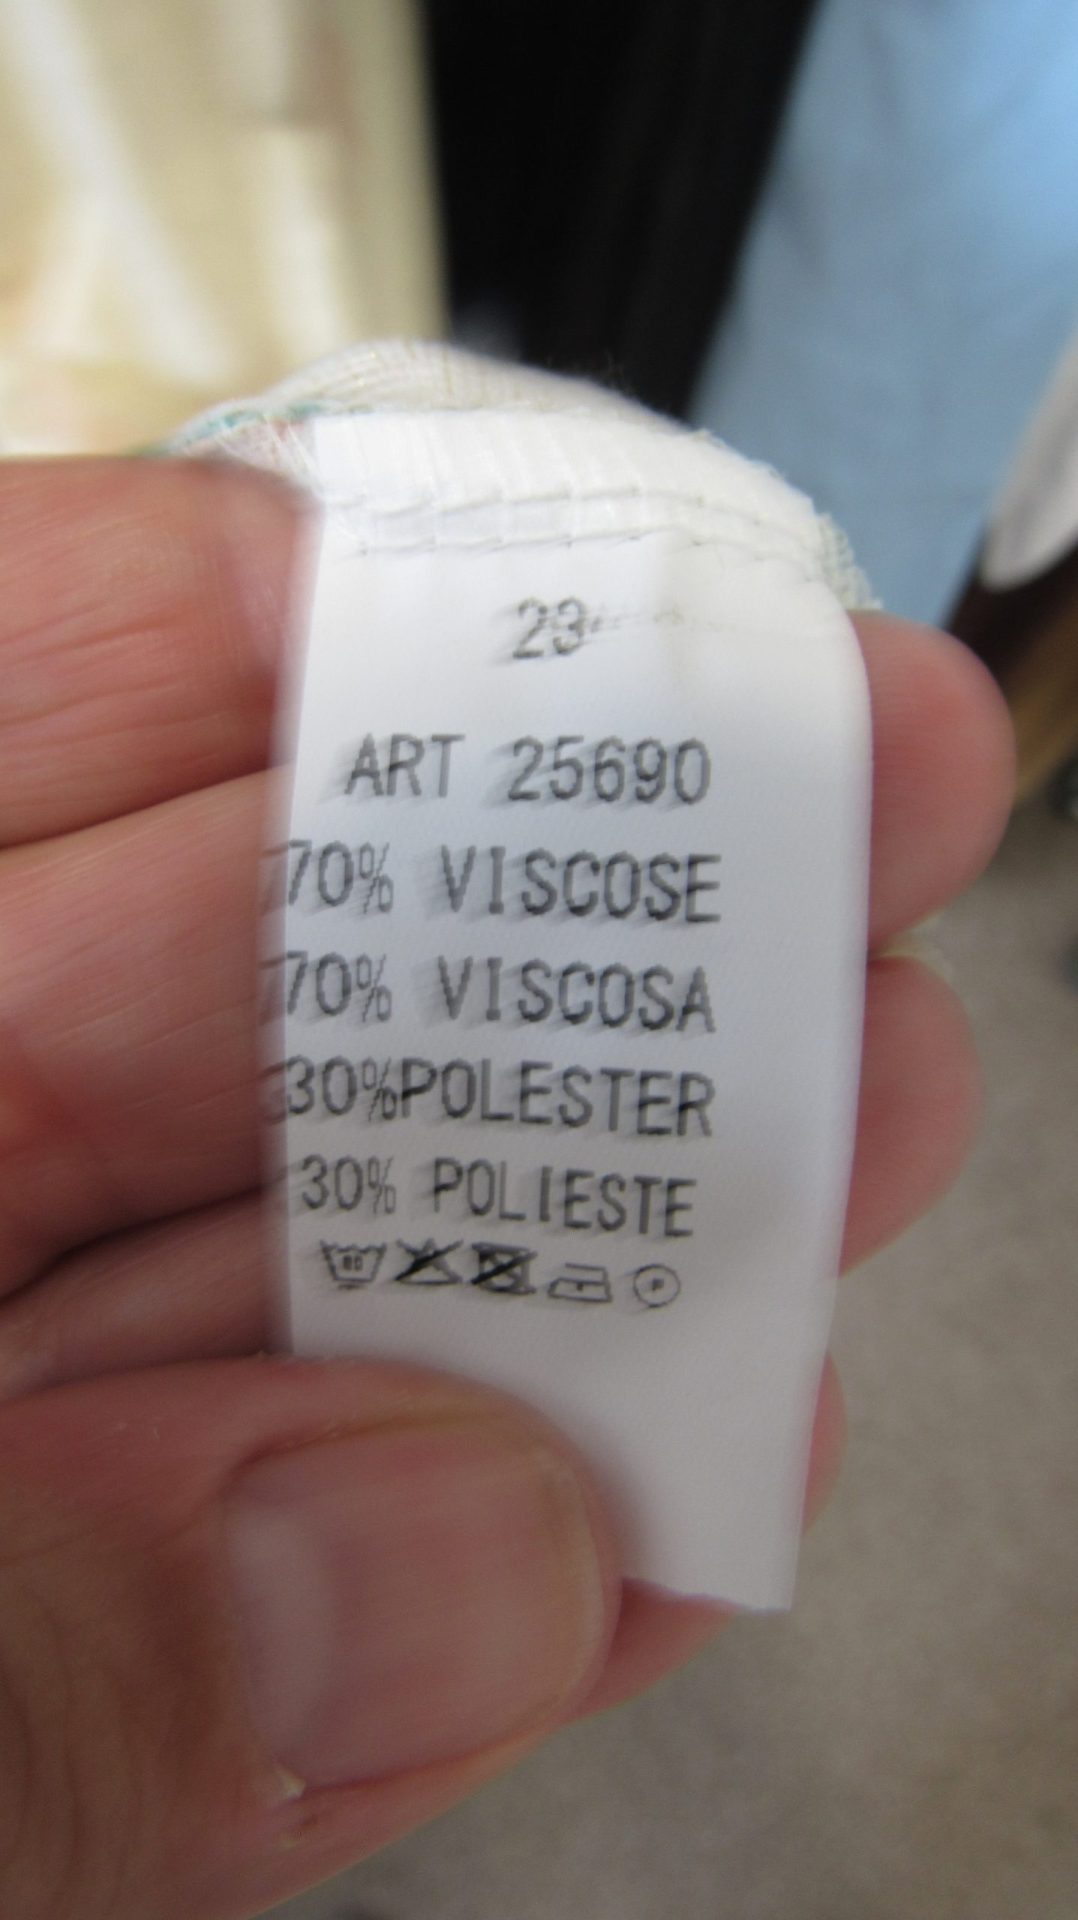 23
ART 25690
70% VISCOSE
70% VISCOSA
30%POLESTER
30% POLIESTE